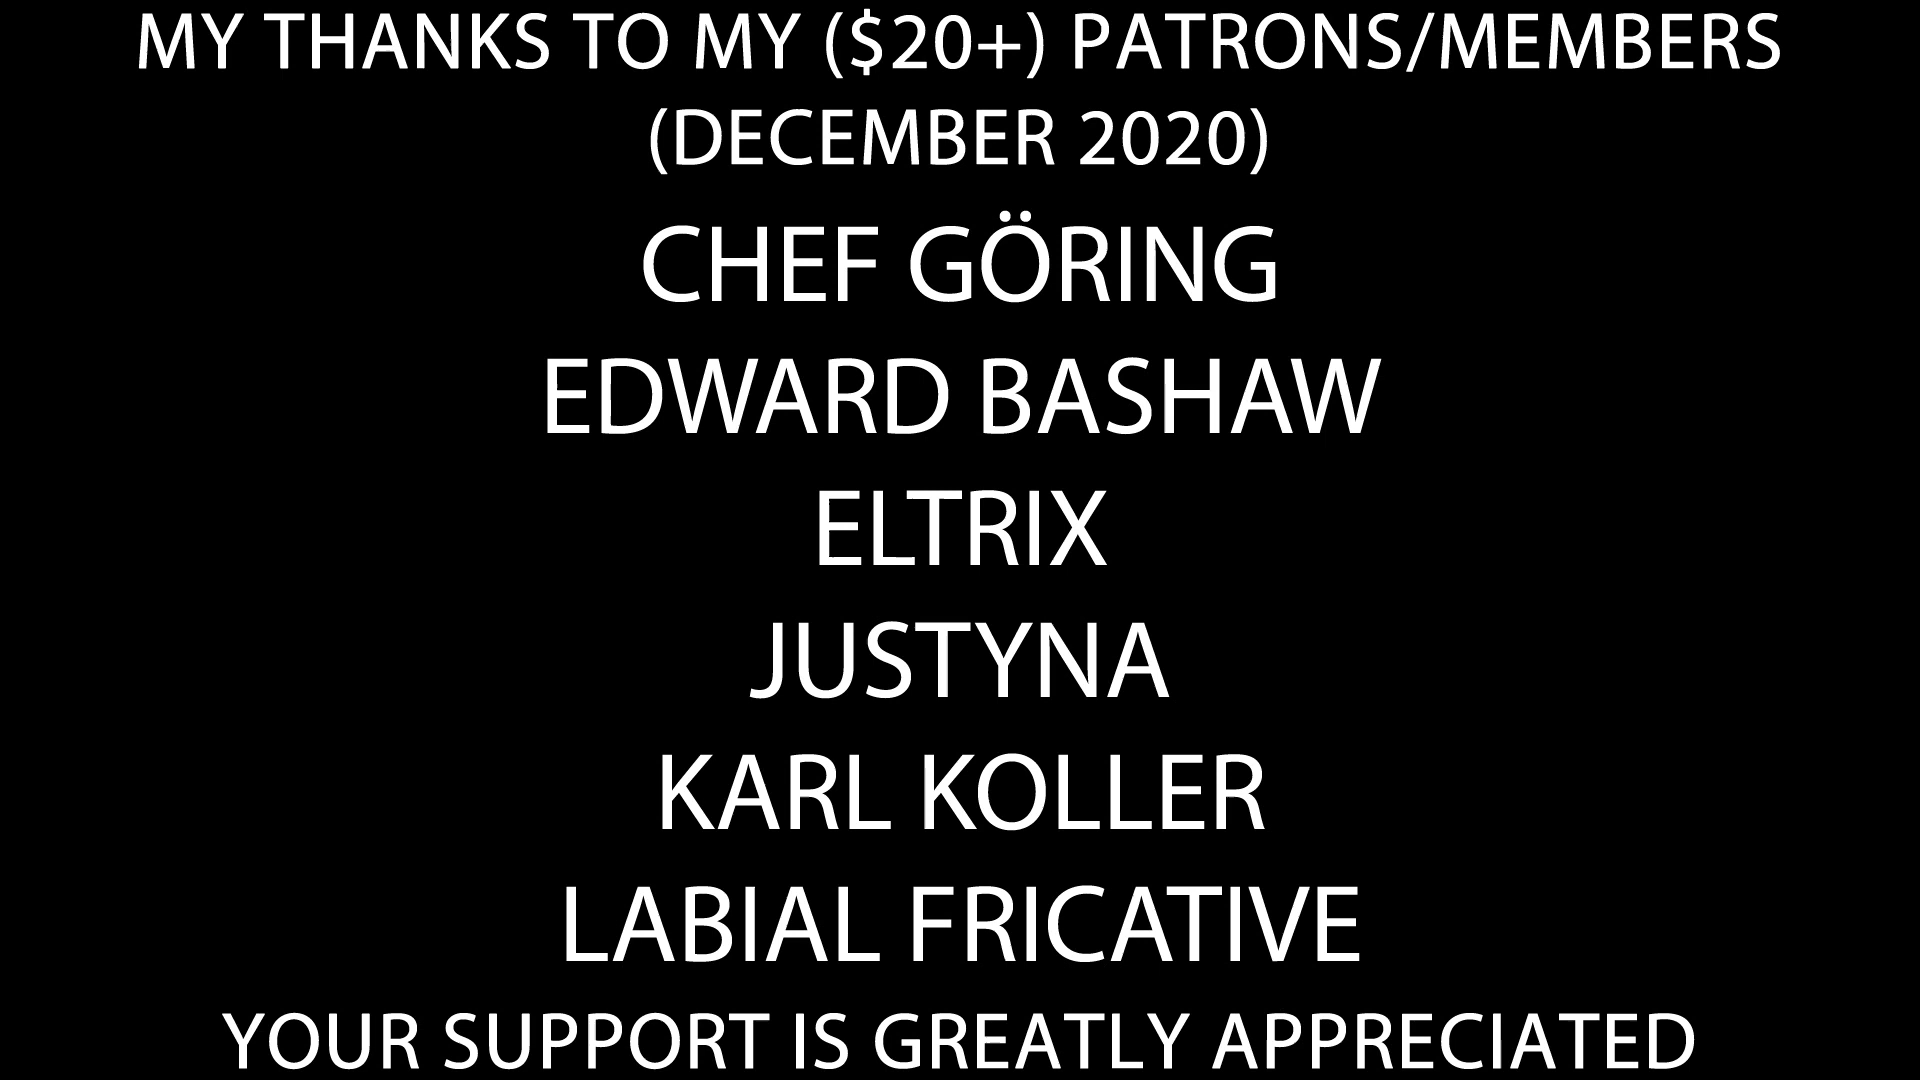 MY THANKS TO MY ($20+) PATRONS/MEMBERS
(DECEMBER 2020)
CHEF GÖRING
EDWARD BASHAW
ELTRIX
JUSTYNA
KARL KOLLER
LABIAL FRICATIVE
YOUR SUPPORT IS GREATLY APPRECIATED